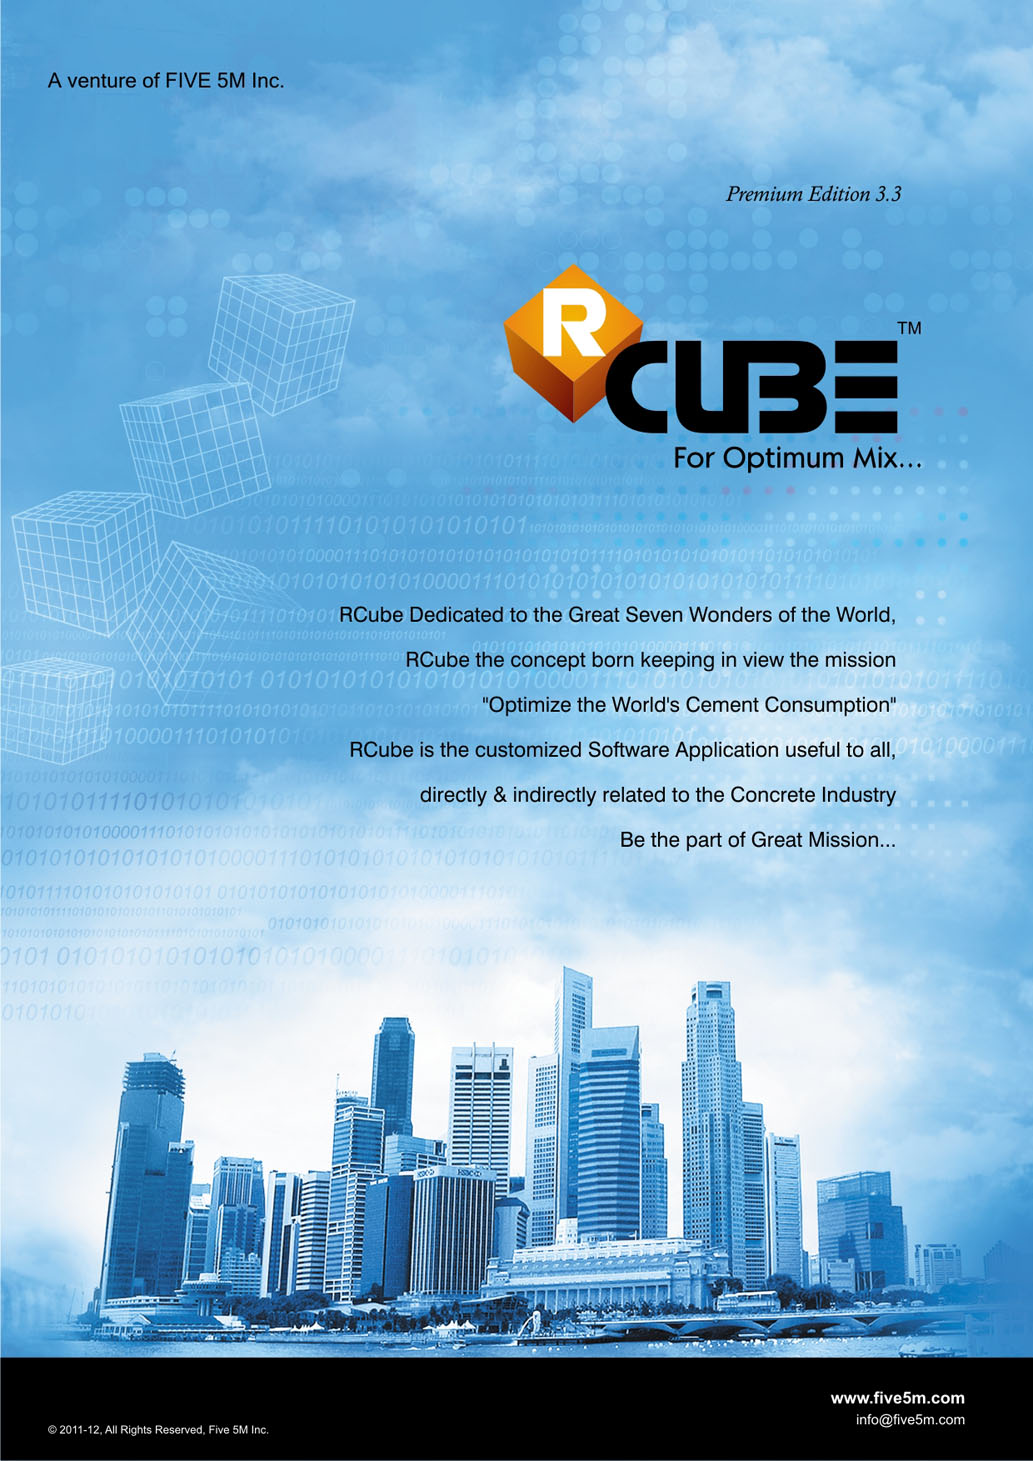 A venture of FIVE 5M Inc.
Premium Edition 3.3
R CUBE TM
For Optimum Mix...
RCube Dedicated to the Great Seven Wonders of the World,
RCube the concept born keeping in view the mission
"Optimize the World's Cement Consumption"
RCube is the customized Software Application useful to all,
directly & indirectly related to the Concrete Industry
Be the part of Great Mission...
www.five5m.com
info@five5m.com
© 2011-12, All Rights Reserved, Five 5M Inc.